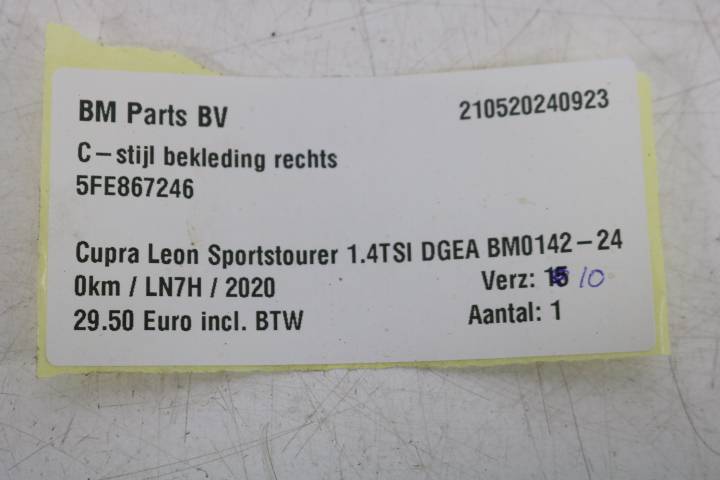 BM Parts BV
210520240923
C-stijl bekleding rechts
5FE867246
Cupra Leon Sportstourer 1.4TSI DGEA BM0142-24
0km / LN7H / 2020
Verz: 15 10
29.50 Euro incl. BTW
Aantal: 1